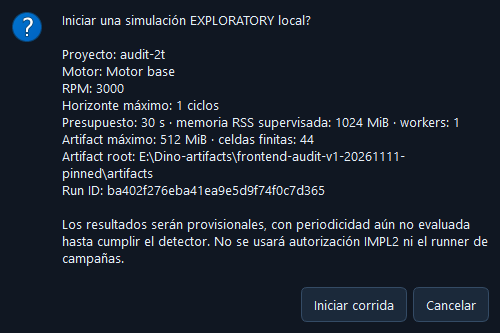 Iniciar una simulación EXPLORATORY local?
Proyecto: audit-2t
Motor: Motor base
RPM: 3000
Horizonte máximo: 1 ciclos
Presupuesto: 30 s · memoria RSS supervisada: 1024 MiB · workers: 1
Artifact máximo: 512 MiB · celdas finitas: 44
Artifact root: E:\Dino-artifacts\frontend-audit-v1-20261111-
pinned\artifacts
Run ID: ba402f276eba41ea9e5d9f74f0c7d365
Los resultados serán provisionales, con periodicidad aún no evaluada
hasta cumplir el detector. No se usará autorización IMPL2 ni el runner de
campañas.
Iniciar corrida
Cancelar